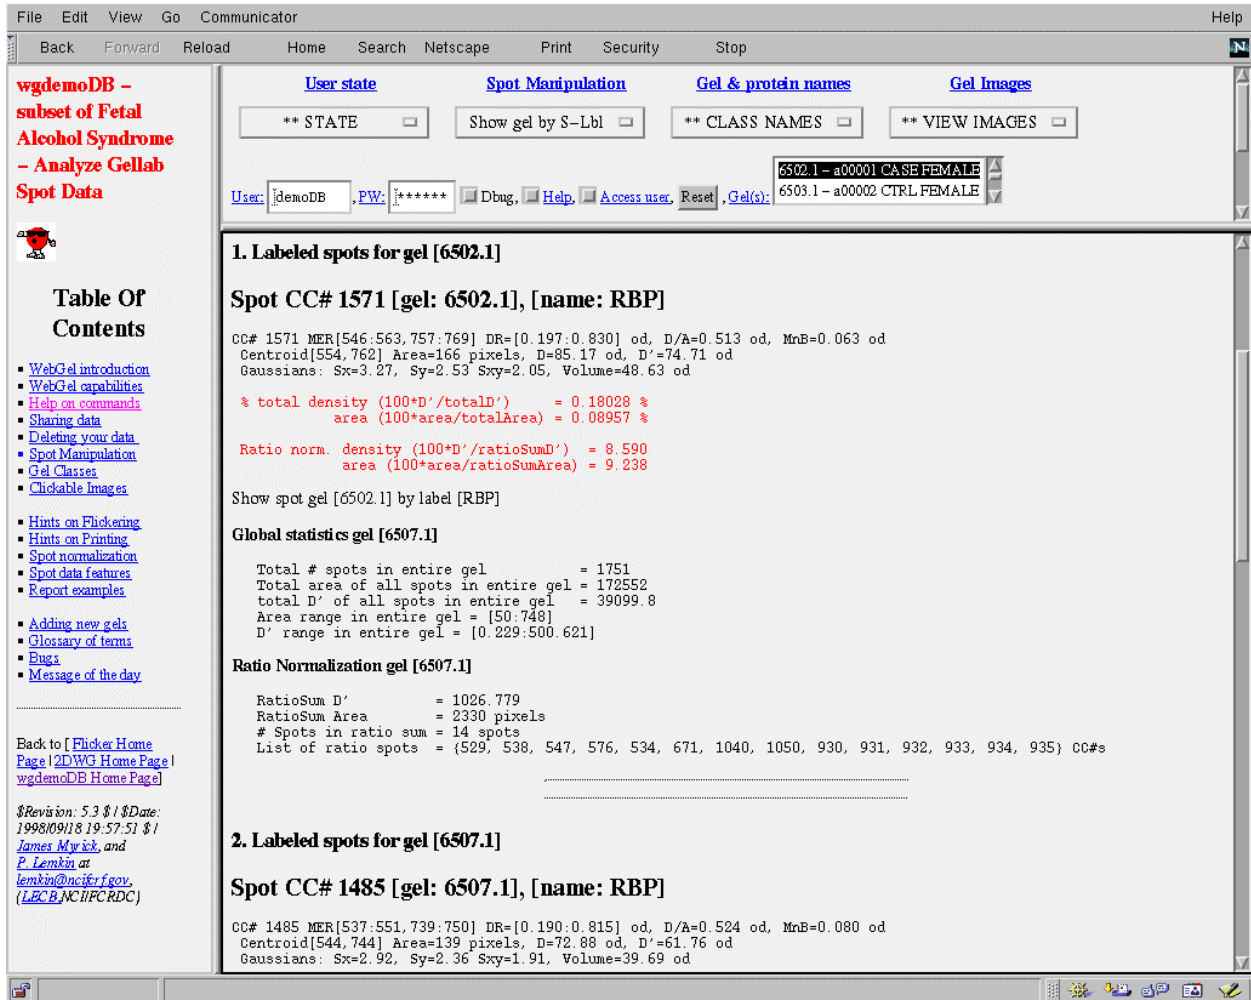 File Edit View Go Communicator Help
Back Forward Reload Home Search Netscape Print Security Stop N
wgdemoDB –
subset of Fetal
Alcohol Syndrome
– Analyze Gellab
Spot Data
Table Of
Contents
WebGel introduction
WebGel capabilities
Help on commands
Sharing data
Deleting your data
Spot Manipulation
Gel Classes
Clickable Images
Hints on Flickering
Hints on Printing
Spot normalization
Spot data features
Report examples
Adding new gels
Glossary of terms
Bugs
Message of the day
Back to [ Flicker Home
Page | 2DWG Home Page |
wgdemoDB Home Page]
$Revision: 5.3 $ / $Date:
1998/09/18 19:57:51 $ /
James Myrick, and
P. Lemkin at
lemkin@ncifcrf.gov,
(LECB,NCI/FCRDC)
User state Spot Manipulation Gel & protein names Gel Images
** STATE Show gel by S-Lbl ** CLASS NAMES ** VIEW IMAGES
6502.1 – a00001 CASE FEMALE
6503.1 – a00002 CTRL FEMALE
User: demoDB , PW: ****** Dbug, Help, Access user, Reset , Gel(s):
1. Labeled spots for gel [6502.1]
Spot CC# 1571 [gel: 6502.1], [name: RBP]
CC# 1571 MER[546:563,757:769] DR=[0.197:0.830] od, D/A=0.513 od, MnB=0.063 od
Centroid[554,762] Area=166 pixels, D=85.17 od, D'=74.71 od
Gaussians: Sx=3.27, Sy=2.53 Sxy=2.05, Volume=48.63 od
% total density (100*D'/totalD') = 0.18028 %
area (100*area/totalArea) = 0.08957 %
Ratio norm. density (100*D'/ratioSumD') = 8.590
area (100*area/ratioSumArea) = 9.238
Show spot gel [6502.1] by label [RBP]
Global statistics gel [6507.1]
Total # spots in entire gel = 1751
Total area of all spots in entire gel = 172552
total D' of all spots in entire gel = 39099.8
Area range in entire gel = [50:748]
D' range in entire gel = [0.229:500.621]
Ratio Normalization gel [6507.1]
RatioSum D' = 1026.779
RatioSum Area = 2330 pixels
# Spots in ratio sum = 14 spots
List of ratio spots = {529, 538, 547, 576, 534, 671, 1040, 1050, 930, 931, 932, 933, 934, 935} CC#s
2. Labeled spots for gel [6507.1]
Spot CC# 1485 [gel: 6507.1], [name: RBP]
CC# 1485 MER[537:551,739:750] DR=[0.190:0.815] od, D/A=0.524 od, MnB=0.080 od
Centroid[544,744] Area=139 pixels, D=72.88 od, D'=61.76 od
Gaussians: Sx=2.92, Sy=2.36 Sxy=1.91, Volume=39.69 od